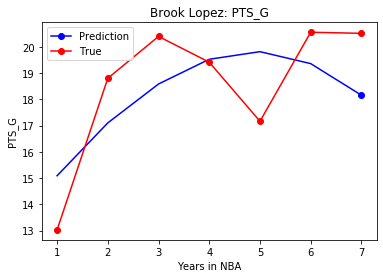 Brook Lopez: PTS_G
Prediction
True
20
19
18
17
16
15
14
13
PTS_G
1 2 3 4 5 6 7
Years in NBA